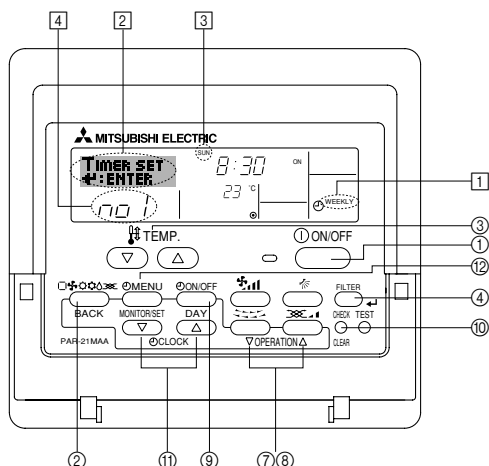 4 2 3
MITSUBISHI ELECTRIC
TIMER SET
↵:ENTER
SUN
8:30
ON
23 °C
no 1
WEEKLY
1
TEMP.
ON/OFF
③
①
⑫
MENU
ON/OFF
FILTER
④
BACK
MONITOR/SET
DAY
CHECK TEST
⑩
PAR-21MAA
CLOCK
▽OPERATION△
CLEAR
② ⑪ ⑨ ⑦⑧